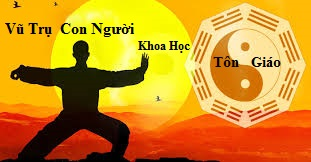 Vũ Trụ Con Người
Khoa Học
Tôn Giáo